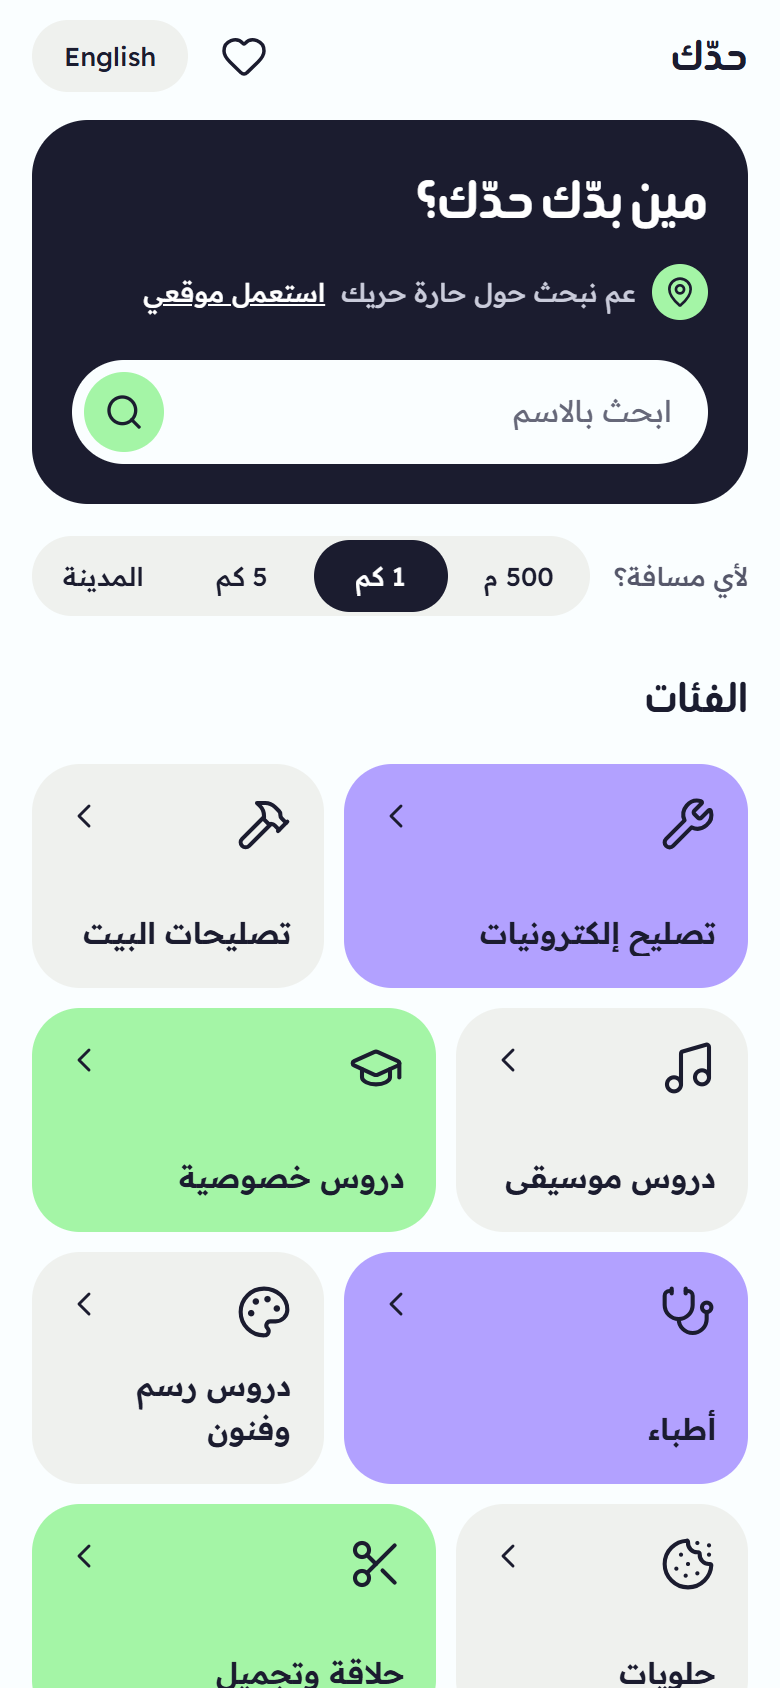 حدّك
English
مين بدّك حدّك؟
عم نبحث حول حارة حريك استعمل موقعي
ابحث بالاسم
لأي مسافة؟ 500 م 1 كم 5 كم المدينة
الفئات
تصليح إلكترونيات
تصليحات البيت
دروس موسيقى
دروس خصوصية
أطباء
دروس رسم
وفنون
حلويات
حلاقة وتجميل